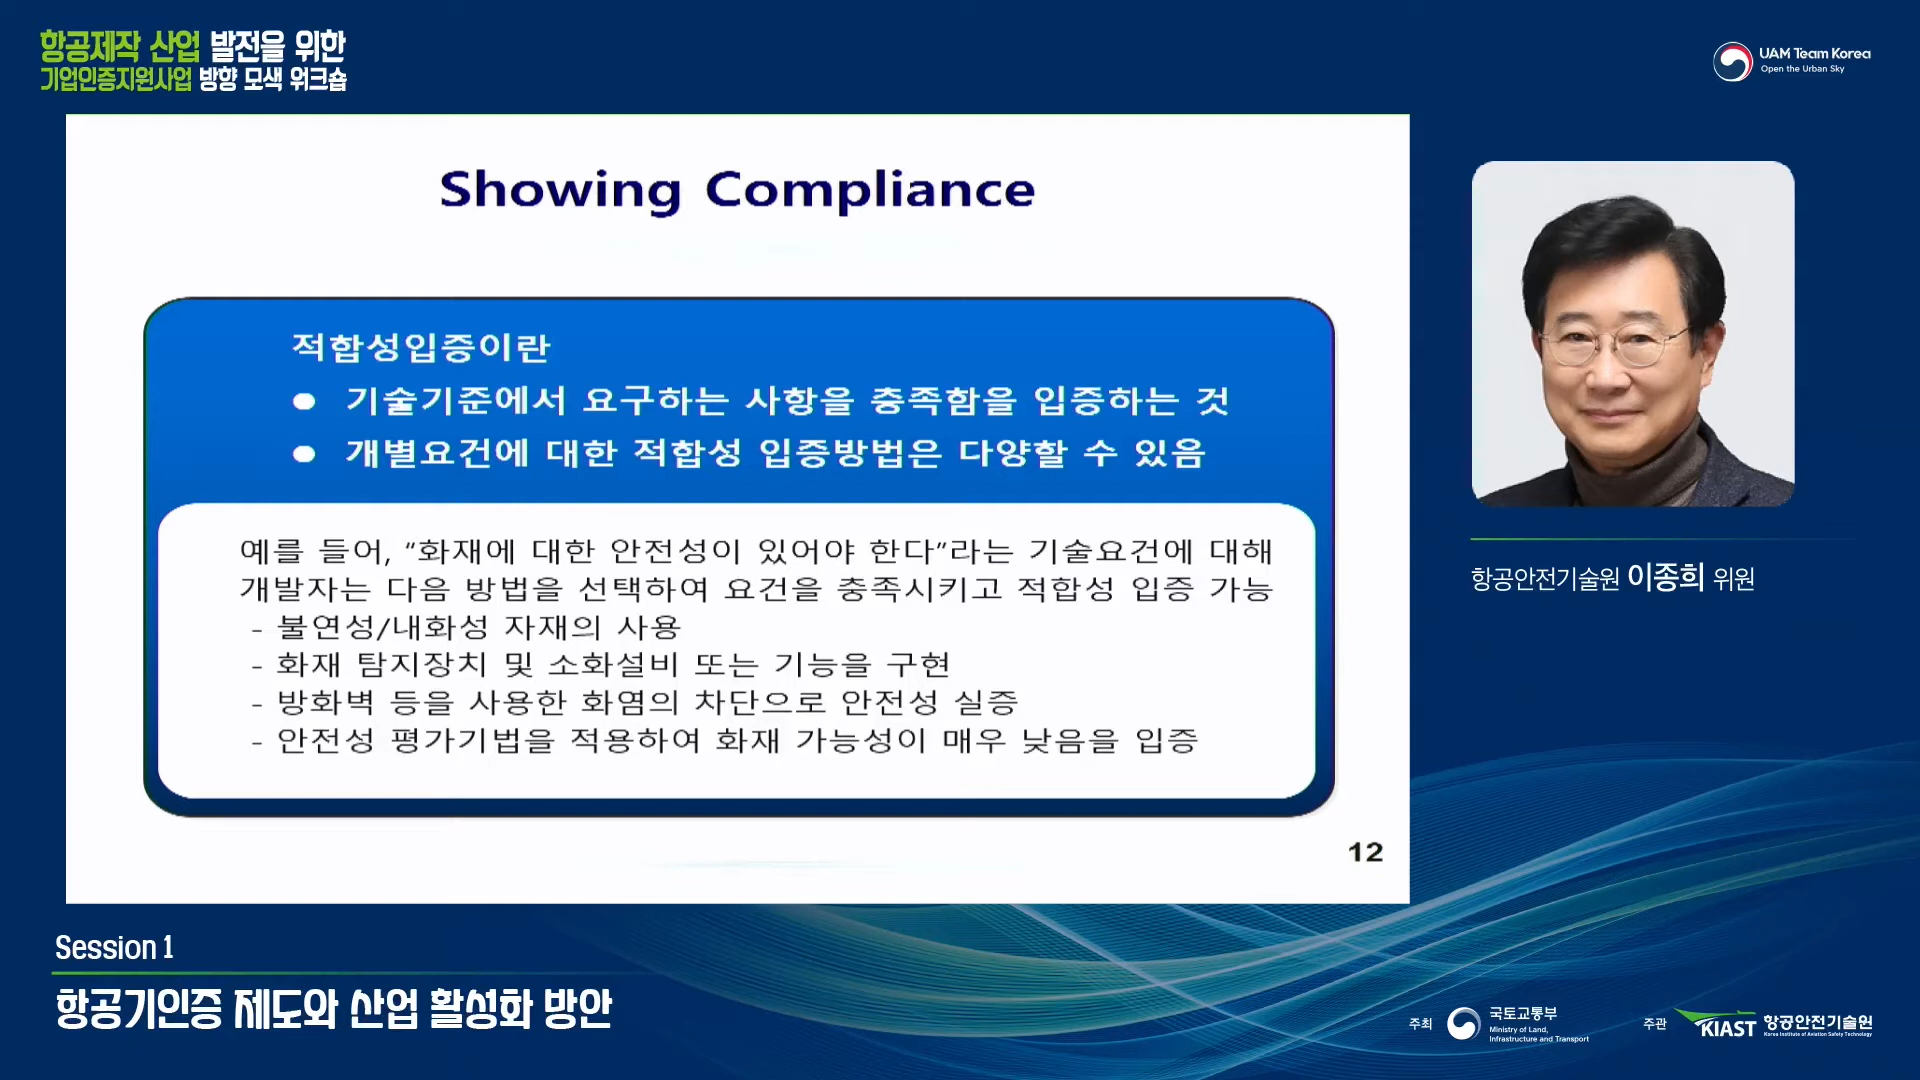 항공제작 산업 발전을 위한
기업인증지원사업 방향 모색 워크숍
UAM Team Korea
Open the Urban Sky
Showing Compliance
적합성입증이란
● 기술기준에서 요구하는 사항을 충족함을 입증하는 것
● 개별요건에 대한 적합성 입증방법은 다양할 수 있음
예를 들어, “화재에 대한 안전성이 있어야 한다”라는 기술요건에 대해
개발자는 다음 방법을 선택하여 요건을 충족시키고 적합성 입증 가능
- 불연성/내화성 자재의 사용
- 화재 탐지장치 및 소화설비 또는 기능을 구현
- 방화벽 등을 사용한 화염의 차단으로 안전성 실증
- 안전성 평가기법을 적용하여 화재 가능성이 매우 낮음을 입증
12
항공안전기술원 이종희 위원
Session 1
항공기인증 제도와 산업 활성화 방안
주최
국토교통부
Ministry of Land,
Infrastructure and Transport
주관
KIAST 항공안전기술원
Korea Institute of Aviation Safety Technology